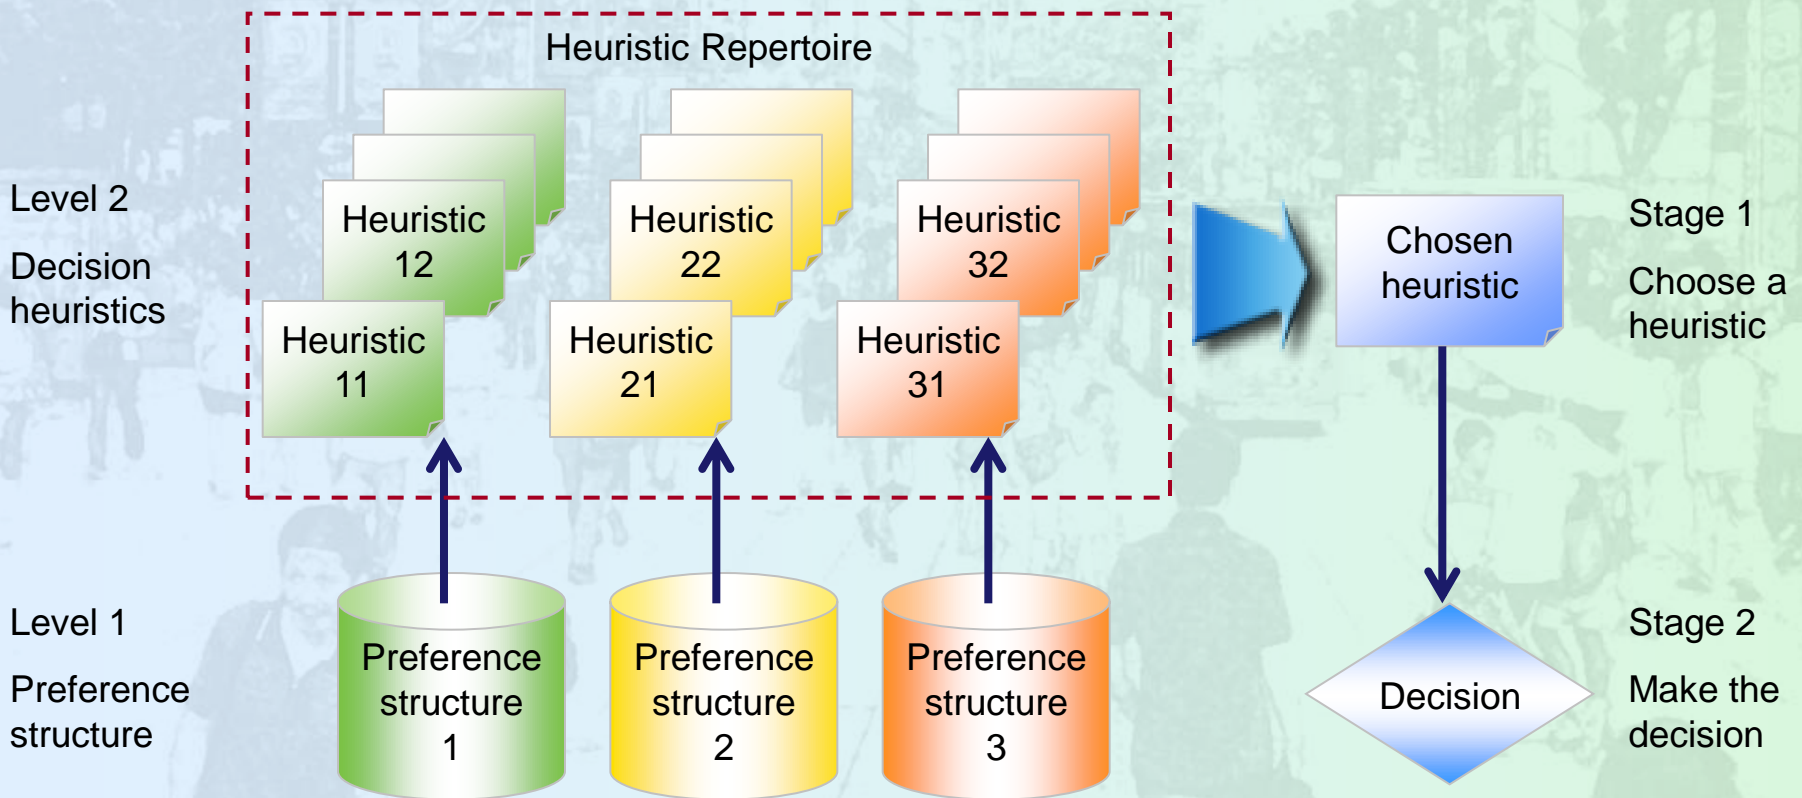 Heuristic Repertoire
Level 2
Decision
heuristics
Heuristic
12
Heuristic
11
Heuristic
22
Heuristic
21
Heuristic
32
Heuristic
31
Chosen
heuristic
Stage 1
Choose a
heuristic
Level 1
Preference
structure
Preference
structure
1
Preference
structure
2
Preference
structure
3
Decision
Stage 2
Make the
decision